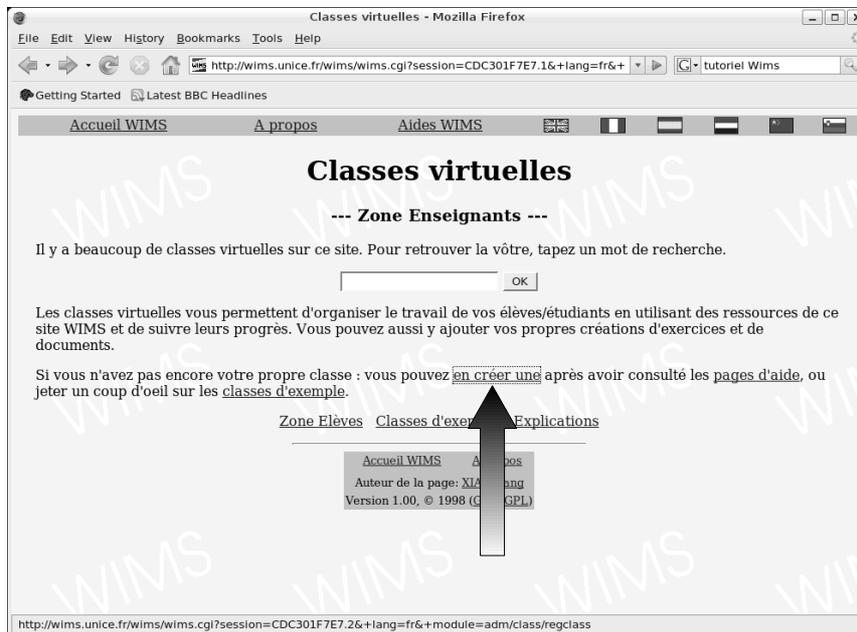 Classes virtuelles - Mozilla Firefox
File Edit View History Bookmarks Tools Help
http://wims.unice.fr/wims/wims.cgi?session=CDC301F7E7.1&+lang=fr&+ G tutoriel Wims
Getting Started Latest BBC Headlines
Accueil WIMS A propos Aides WIMS
Classes virtuelles
--- Zone Enseignants ---
Il y a beaucoup de classes virtuelles sur ce site. Pour retrouver la vôtre, tapez un mot de recherche.
OK
Les classes virtuelles vous permettent d'organiser le travail de vos élèves/étudiants en utilisant des ressources de ce
site WIMS et de suivre leurs progrès. Vous pouvez aussi y ajouter vos propres créations d'exercices et de
documents.
Si vous n'avez pas encore votre propre classe : vous pouvez en créer une après avoir consulté les pages d'aide, ou
jeter un coup d'oeil sur les classes d'exemple.
Zone Elèves Classes Explications
Accueil WIMS
Auteur de la page:
Version 1.00, © 1998
WIMS WIMS WIMS
http://wims.unice.fr/wims/wims.cgi?session=CDC301F7E7.2&+lang=fr&+module=adm/class/regclass